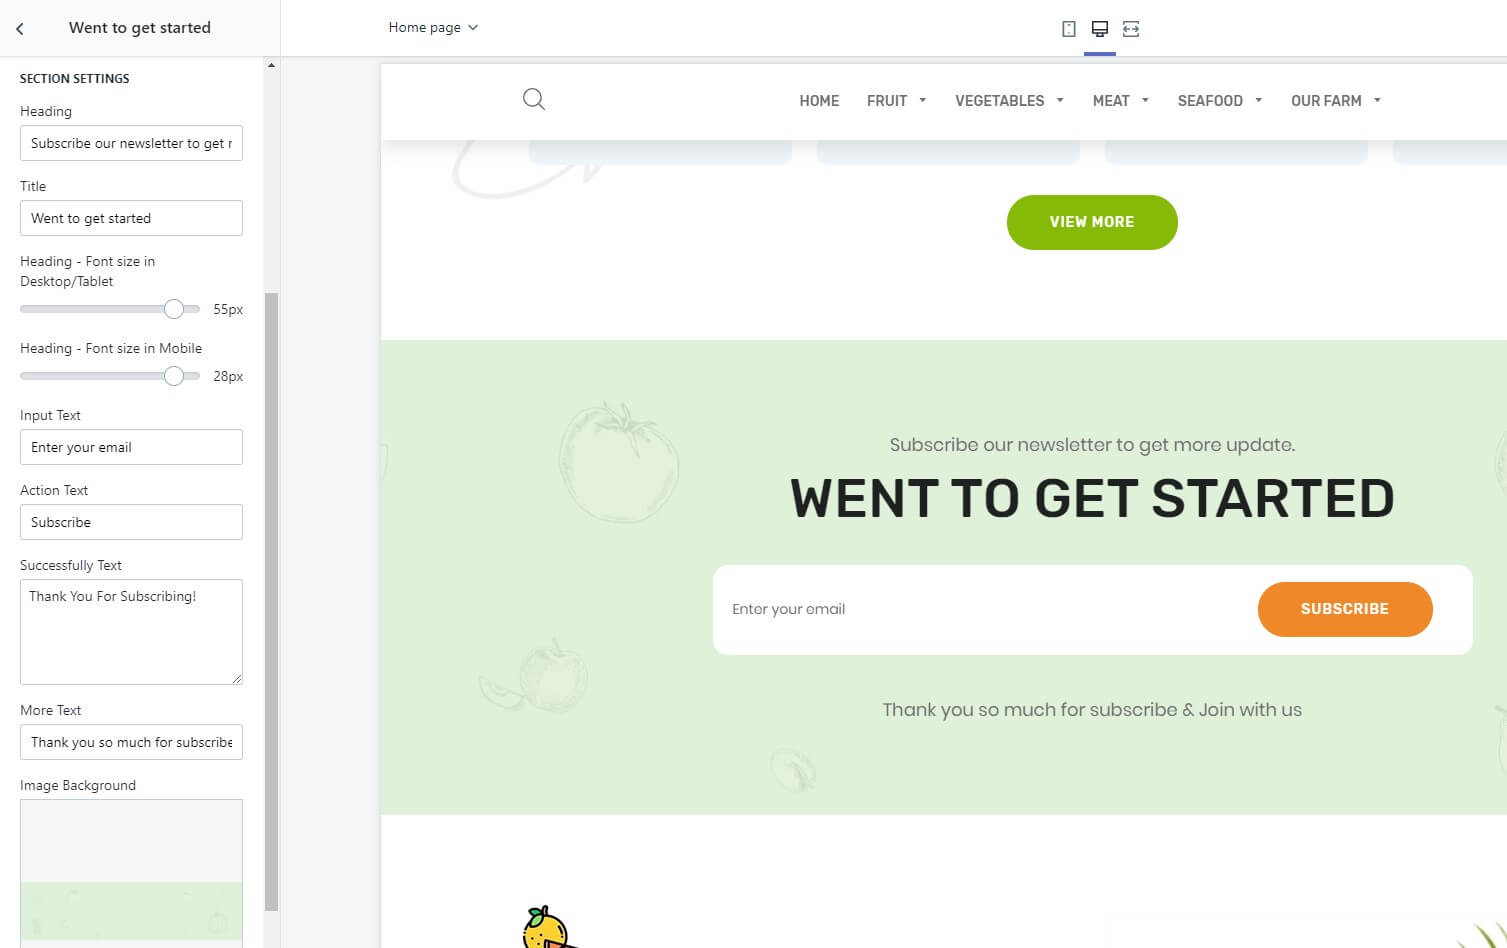 Went to get started
Home page
SECTION SETTINGS
Heading
Subscribe our newsletter to get r
Title
Went to get started
Heading - Font size in
Desktop/Tablet
55px
Heading - Font size in Mobile
28px
Input Text
Enter your email
Action Text
Subscribe
Successfully Text
Thank You For Subscribing!
More Text
Thank you so much for subscribe
Image Background
HOME FRUIT VEGETABLES MEAT SEAFOOD OUR FARM
VIEW MORE
Subscribe our newsletter to get more update.
WENT TO GET STARTED
Enter your email SUBSCRIBE
Thank you so much for subscribe & Join with us